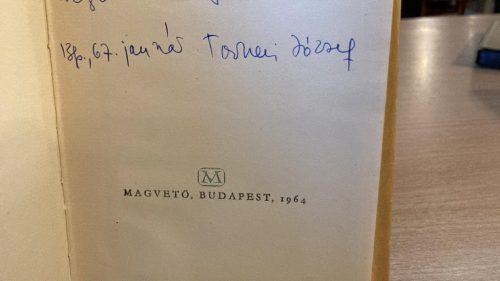 Bp., 67. január Tornai József
M
MAGVETŐ, BUDAPEST, 1964